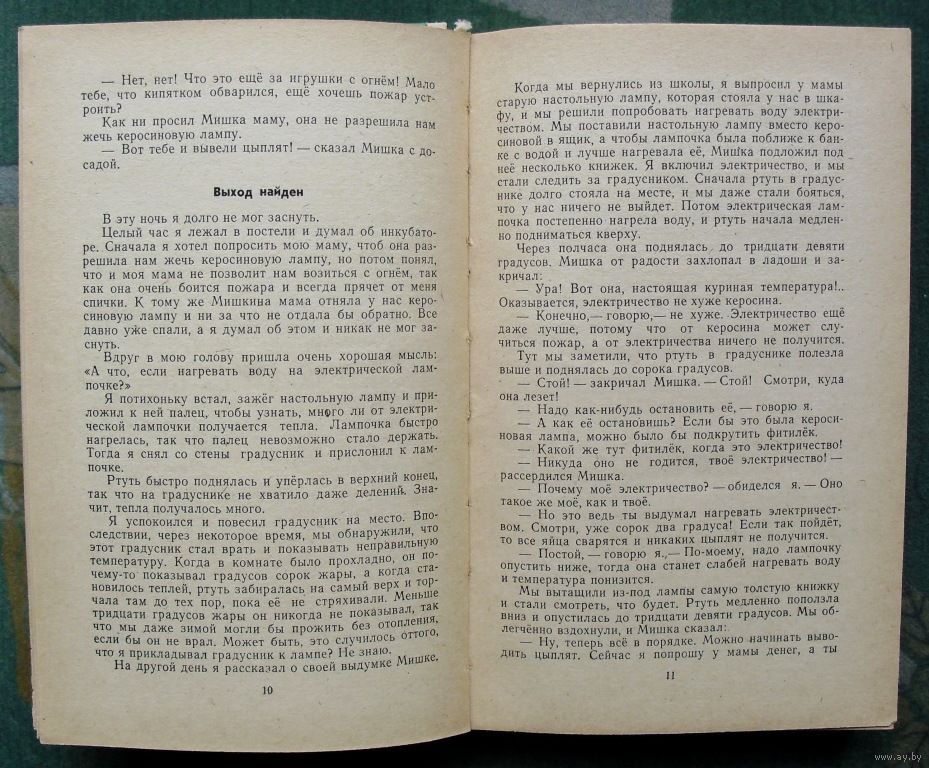 — Нет, нет! Что это ещё за игрушки с огнём! Мало
тебе, что кипятком обварился, ещё хочешь пожар уст-
роить?
Как ни просил Мишка маму, она не разрешила нам
жечь керосиновую лампу.
— Вот тебе и вывели цыплят! — сказал Мишка с до-
садой.
Выход найден
В эту ночь я долго не мог заснуть.
Целый час я лежал в постели и думал об инкубато-
ре. Сначала я хотел попросить мою маму, чтоб она раз-
решила нам жечь керосиновую лампу, но потом понял,
что и моя мама не позволит нам возиться с огнём, так
как она очень боится пожара и всегда прячет от меня
спички. К тому же Мишкина мама отняла у нас керо-
синовую лампу и ни за что не отдала бы обратно. Все
давно уже спали, а я думал об этом и никак не мог за-
снуть.
Вдруг в мою голову пришла очень хорошая мысль:
«А что, если нагревать воду на электрической лам-
почке?»
Я потихоньку встал, зажёг настольную лампу и при-
ложил к ней палец, чтобы узнать, много ли от электри-
ческой лампочки получается тепла. Лампочка быстро
нагрелась, так что палец невозможно стало держать.
Тогда я снял со стены градусник и прислонил к лам-
почке.
Ртуть быстро поднялась и упёрлась в верхний конец,
так что на градуснике не хватило даже делений. Зна-
чит, тепла получалось много.
Я успокоился и повесил градусник на место. Впо-
следствии, через некоторое время, мы обнаружили, что
этот градусник стал врать и показывать неправильную
температуру. Когда в комнате было прохладно, он по-
чему-то показывал градусов сорок жары, а когда ста-
новилось теплей, ртуть забиралась на самый верх и тор-
чала там до тех пор, пока её не стряхивали. Меньше
тридцати градусов жары он никогда не показывал, так
что мы даже зимой могли бы прожить без отопления,
если бы он не врал. Может быть, это случилось оттого,
что я прикладывал градусник к лампе? Не знаю.
На другой день я рассказал о своей выдумке Мишке.
10
Когда мы вернулись из школы, я выпросил у мамы
старую настольную лампу, которая стояла у нас в шка-
фу, и мы решили попробовать нагревать воду электри-
чеством. Мы поставили настольную лампу вместо керо-
синовой в ящик, а чтобы лампочка была поближе к бан-
ке с водой и лучше нагревала её, Мишка подложил под
неё несколько книжек. Я включил электричество, и мы
стали следить за градусником. Сначала ртуть в градус-
нике долго стояла на месте, и мы даже стали бояться,
что у нас ничего не выйдет. Потом электрическая лам-
почка постепенно нагрела воду, и ртуть начала медлен-
но подниматься кверху.
Через полчаса она поднялась до тридцати девяти
градусов. Мишка от радости захлопал в ладоши и за-
кричал:
— Ура! Вот она, настоящая куриная температура!..
Оказывается, электричество не хуже керосина.
— Конечно,— говорю,— не хуже. Электричество ещё
даже лучше, потому что от керосина может слу-
читься пожар, а от электричества ничего не получится.
Тут мы заметили, что ртуть в градуснике полезла
выше и поднялась до сорока градусов.
— Стой! — закричал Мишка. — Стой! Смотри, куда
она лезет!
— Надо как-нибудь остановить её, — говорю я.
— А как её остановишь? Если бы это была кероси-
новая лампа, можно было бы подкрутить фитилёк.
— Какой же тут фитилёк, когда это электричество!
— Никуда оно не годится, твоё электричество! —
рассердился Мишка.
— Почему моё электричество? — обиделся я. — Оно
такое же моё, как и твоё.
— Но это ведь ты выдумал нагревать электричест-
вом. Смотри, уже сорок два градуса! Если так пойдёт,
то все яйца сварятся и никаких цыплят не получится.
— Постой, — говорю я., — По-моему, надо лампочку
опустить ниже, тогда она станет слабей нагревать воду
и температура понизится.
Мы вытащили из-под лампы самую толстую книжку
и стали смотреть, что будет. Ртуть медленно поползла
вниз и опустилась до тридцати девяти градусов. Мы об-
легчённо вздохнули, и Мишка сказал:
— Ну, теперь всё в порядке. Можно начинать выво-
дить цыплят. Сейчас я попрошу у мамы денег, а ты
11
www.ay.by